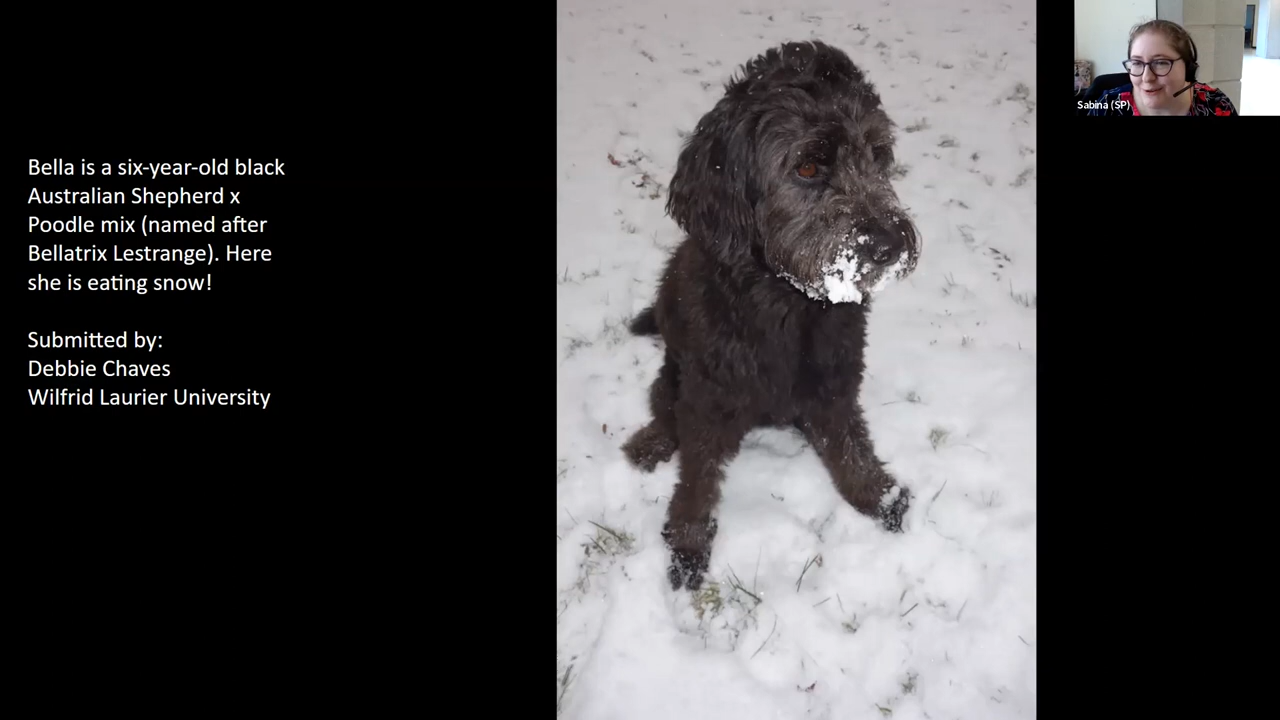 Bella is a six-year-old black
Australian Shepherd x
Poodle mix (named after
Bellatrix Lestrange). Here
she is eating snow!
Submitted by:
Debbie Chaves
Wilfrid Laurier University
Sabina (SP)